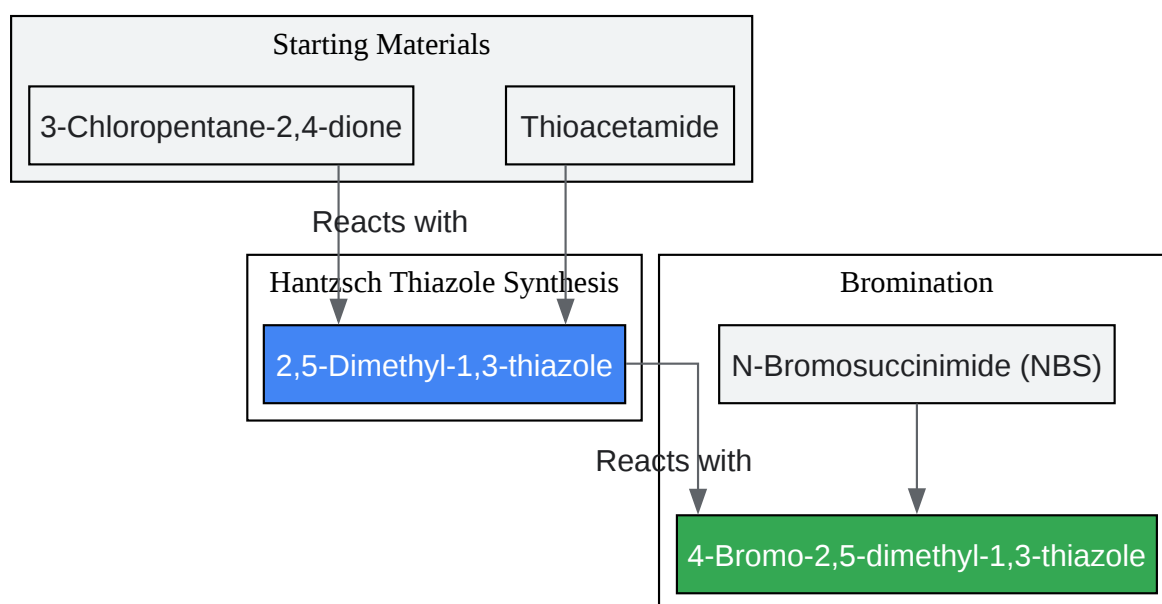 Starting Materials
3-Chloropentane-2,4-dione
Thioacetamide
Reacts with
Hantzsch Thiazole Synthesis
2,5-Dimethyl-1,3-thiazole
Bromination
N-Bromosuccinimide (NBS)
Reacts with
4-Bromo-2,5-dimethyl-1,3-thiazole